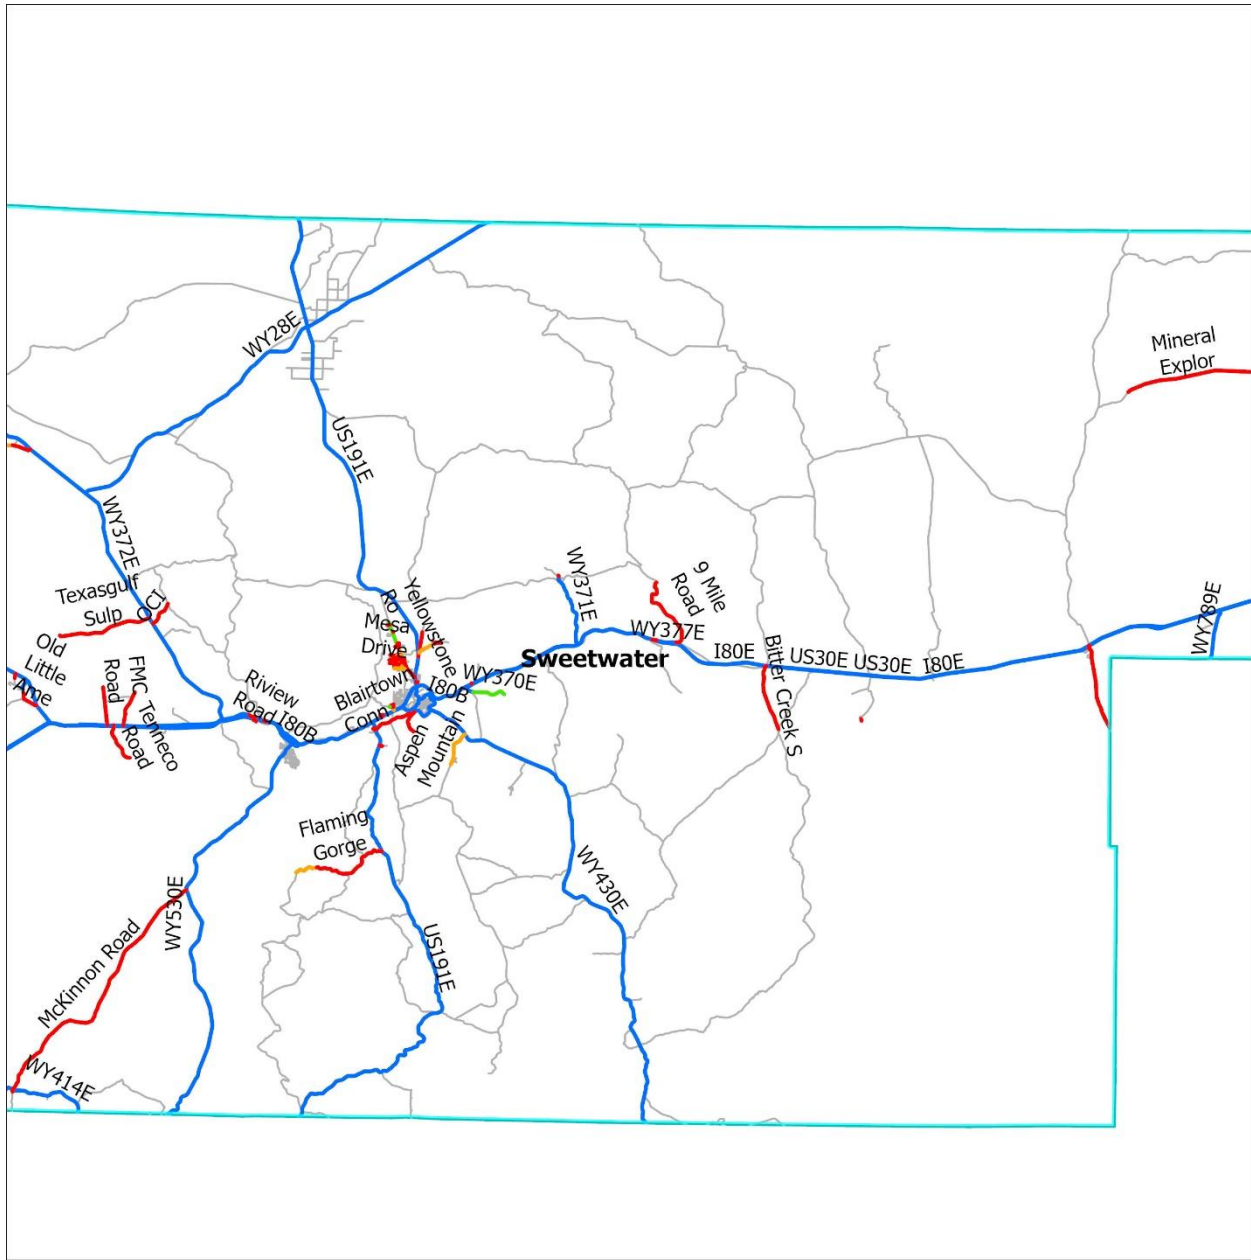 WY28E
Mineral
Explor
US191E
WY372E
Texasgulf
Sulp
OCI
WY371E
9 Mile
Road
WY789E
Yellowstone
Ro
Mesa
Drive
WY377E
Sweetwater
I80E
US30E
US30E
I80E
Bitter Creek S
Old
Little
Ame
FMC
Road
Tenneco
Road
Riview
Road
I80B
Blairtown
Conn
I80B
WY370E
Aspen
Mountain
Flaming
Gorge
WY430E
WY530E
McKinnon Road
US191E
WY414E